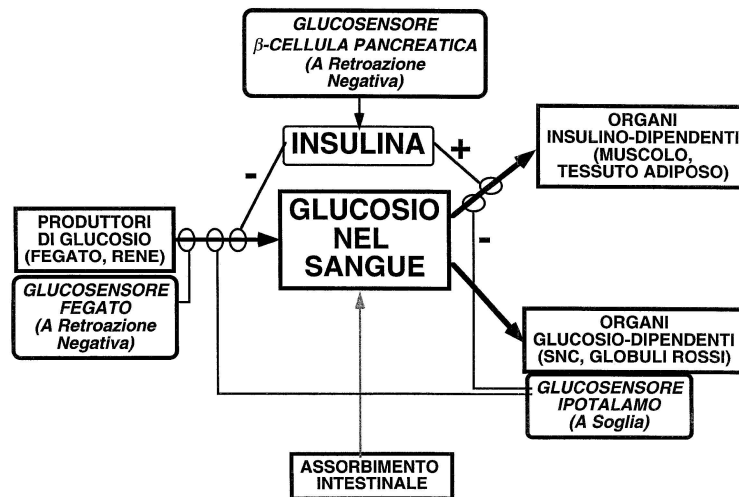 GLUCOSENSORE
β-CELLULA PANCREATICA
(A Retroazione
Negativa)
INSULINA
-
+
ORGANI
INSULINO-DIPENDENTI
(MUSCOLO,
TESSUTO ADIPOSO)
PRODUTTORI
DI GLUCOSIO
(FEGATO, RENE)
GLUCOSIO
NEL
SANGUE
-
GLUCOSENSORE
FEGATO
(A Retroazione
Negativa)
ORGANI
GLUCOSIO-DIPENDENTI
(SNC, GLOBULI ROSSI)
GLUCOSENSORE
IPOTALAMO
(A Soglia)
ASSORBIMENTO
INTESTINALE